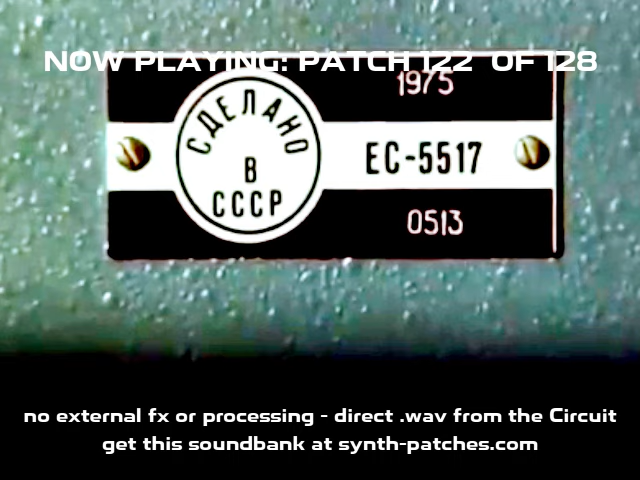 NOW PLAYING: PATCH 122 OF 128
1975
СДЕЛАНО
В
СССР
ЕС-5517
0513
no external fx or processing - direct .wav from the Circuit
get this soundbank at synth-patches.com